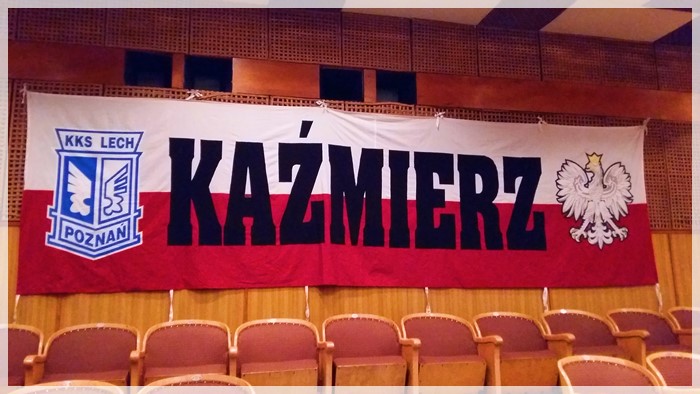 KKS LECH
POZNAŃ
KAŹMIERZ